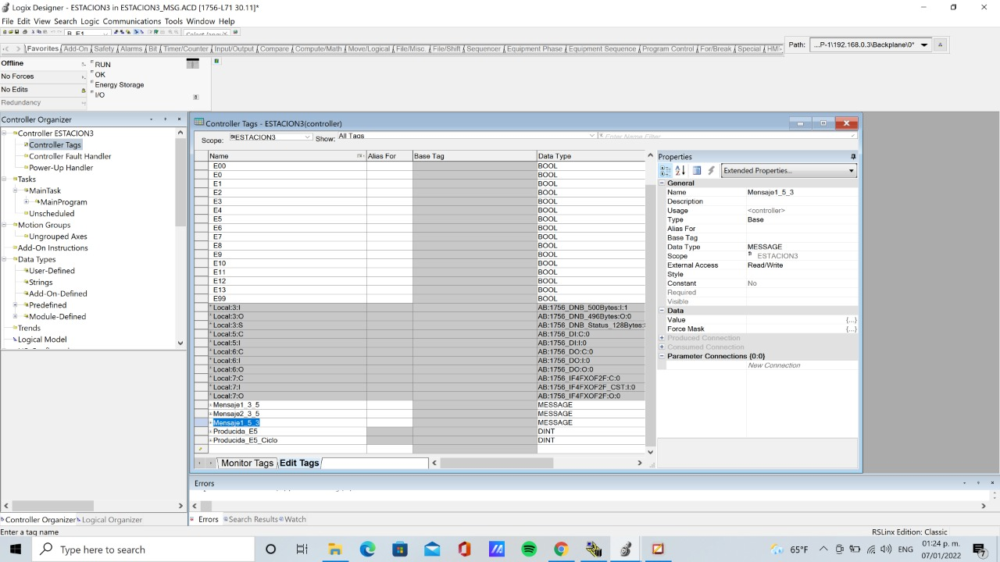 Logix Designer - ESTACION3 in ESTACION3_MSG.ACD [1756-L71 30.11]*
File Edit View Search Logic Communications Tools Window Help
Favorites Add-On Safety Alarms Bit Timer/Counter Input/Output Compare Compute/Math Move/Logical File/Misc. File/Shift Sequencer Equipment Phase Equipment Sequence Program Control For/Break Special HMI
Path: ...P-1\192.168.0.3\Backplane\0*
Offline
RUN
No Forces
OK
Energy Storage
No Edits
I/O
Redundancy
Controller Organizer
Controller ESTACION3
Controller Tags
Controller Fault Handler
Power-Up Handler
Tasks
MainTask
MainProgram
Unscheduled
Motion Groups
Ungrouped Axes
Add-On Instructions
Data Types
User-Defined
Strings
Add-On-Defined
Predefined
Module-Defined
Trends
Logical Model
Controller Organizer Logical Organizer
Controller Tags - ESTACION3(controller)
Scope: ESTACION3 Show: All Tags Enter Name Filter
Name Alias For Base Tag Data Type
E00 BOOL
E0 BOOL
E1 BOOL
E2 BOOL
E3 BOOL
E4 BOOL
E5 BOOL
E6 BOOL
E7 BOOL
E8 BOOL
E9 BOOL
E10 BOOL
E11 BOOL
E12 BOOL
E13 BOOL
E99 BOOL
Local:3:I AB:1756_DNB_500Bytes:I:1
Local:3:O AB:1756_DNB_496Bytes:O:0
Local:3:S AB:1756_DNB_Status_128Bytes:
Local:5:C AB:1756_DI:C:0
Local:5:I AB:1756_DI:I:0
Local:6:C AB:1756_DO:C:0
Local:6:I AB:1756_DO:I:0
Local:6:O AB:1756_DO:O:0
Local:7:C AB:1756_IF4FXOF2F:C:0
Local:7:I AB:1756_IF4FXOF2F_CST:I:0
Local:7:O AB:1756_IF4FXOF2F:O:0
Mensaje1_3_5 MESSAGE
Mensaje2_3_5 MESSAGE
Mensaje1_5_3 MESSAGE
Producida_E5 DINT
Producida_E5_Ciclo DINT
Monitor Tags Edit Tags
Properties
Extended Properties...
General
Name Mensaje1_5_3
Description
Usage <controller>
Type Base
Alias For
Base Tag
Data Type MESSAGE
Scope ESTACION3
External Access Read/Write
Style
Constant No
Required
Visible
Data
Value {...}
Force Mask {...}
Produced Connection
Consumed Connection
Parameter Connections {0:0}
New Connection
Errors
Errors Search Results Watch
Enter a tag name
RSLinx Edition: Classic
Type here to search
65°F
ENG
01:24 p. m.
07/01/2022
7